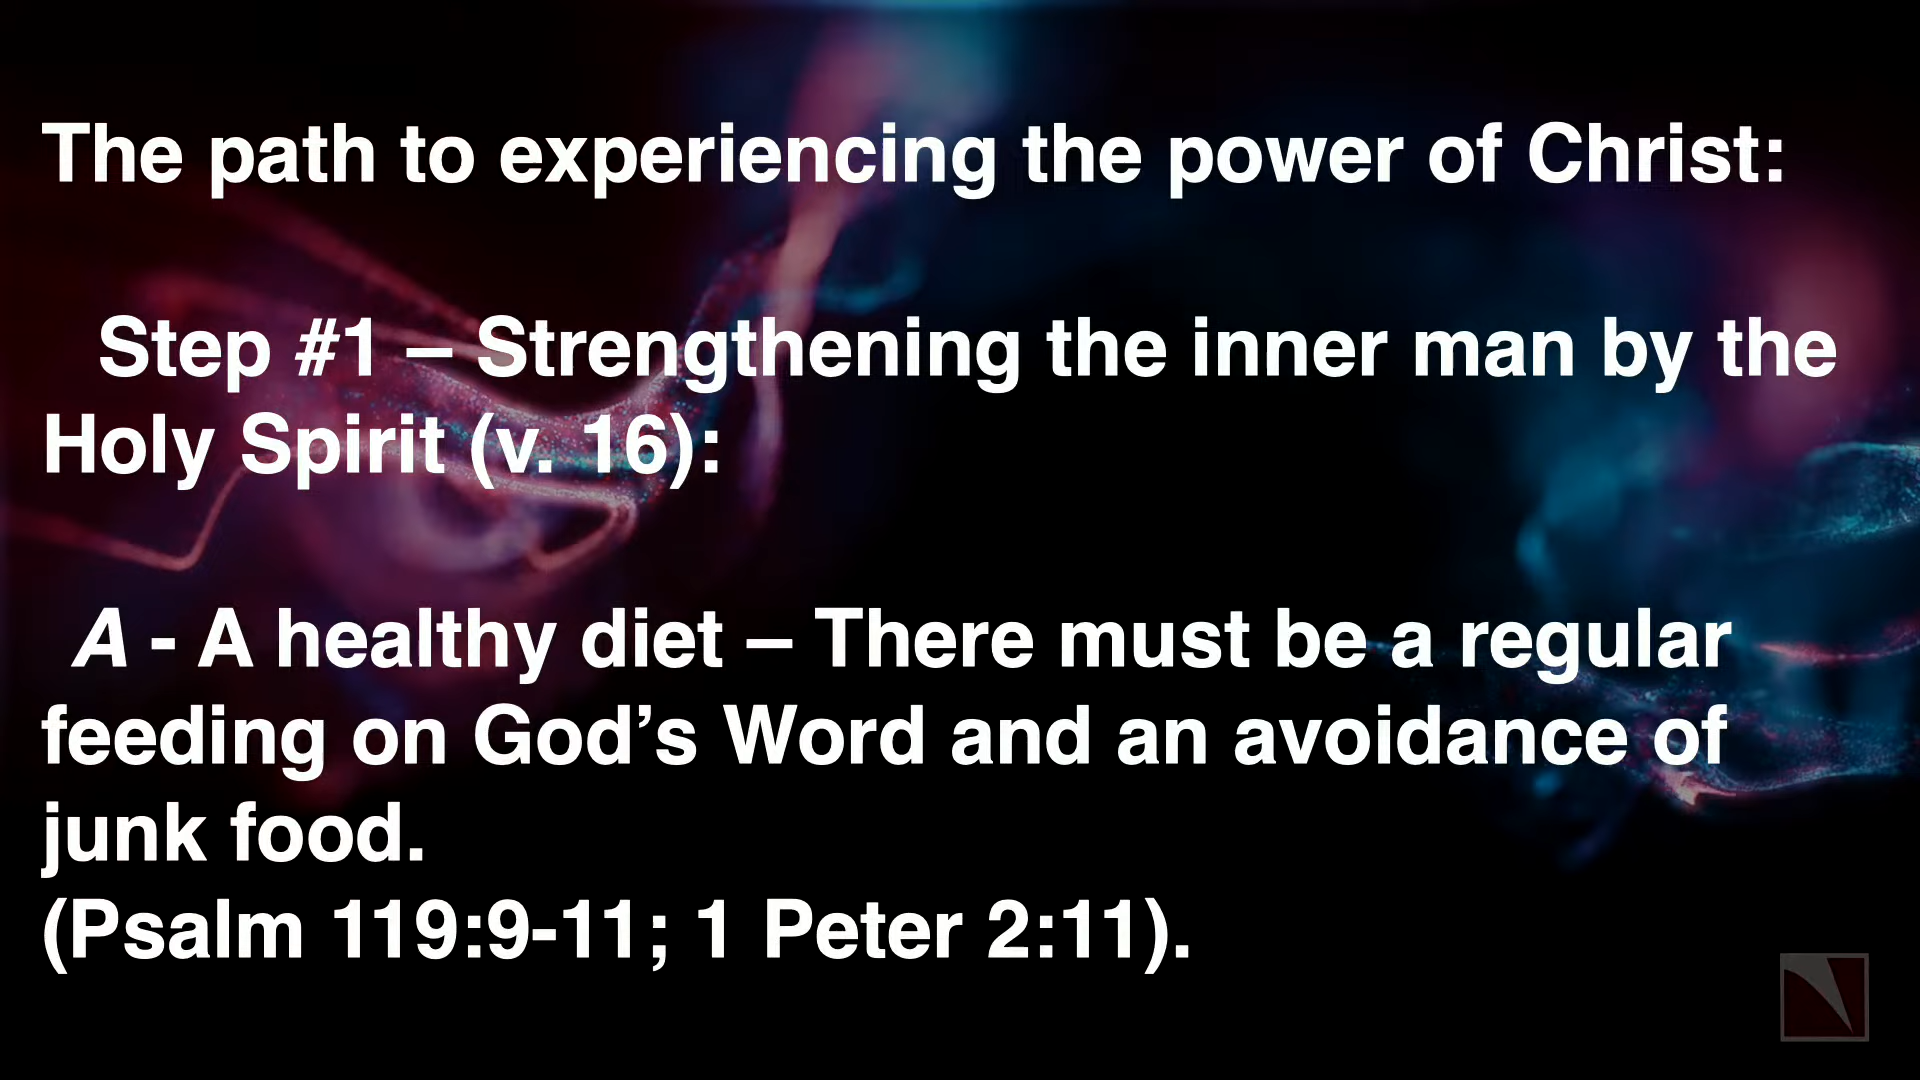 The path to experiencing the power of Christ:
Step #1 – Strengthening the inner man by the
Holy Spirit (v. 16):
A - A healthy diet – There must be a regular
feeding on God’s Word and an avoidance of
junk food.
(Psalm 119:9-11; 1 Peter 2:11).